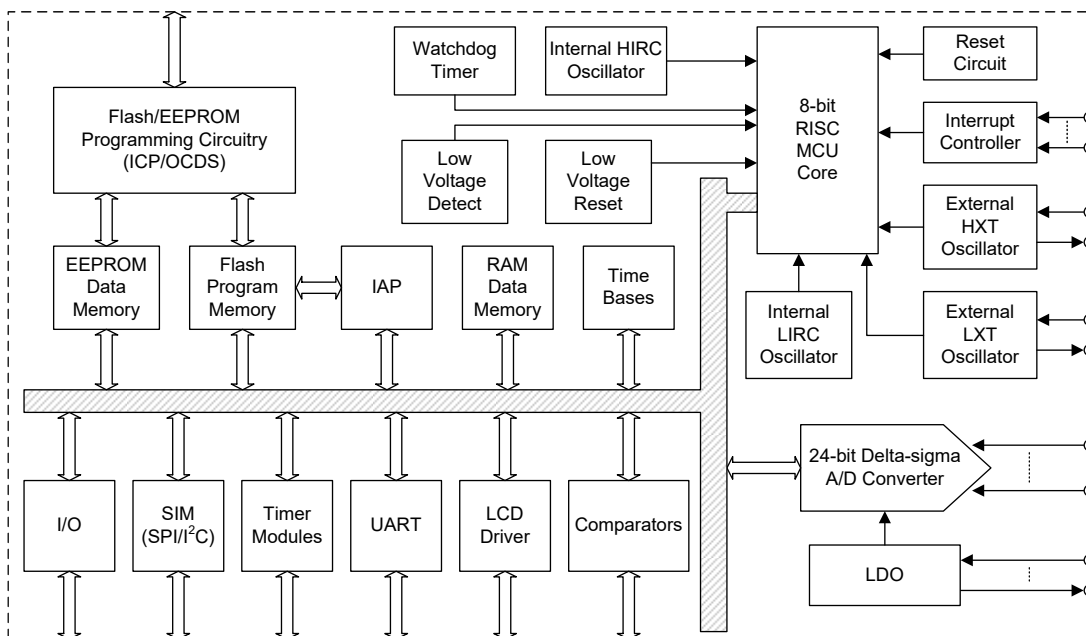 Watchdog
Timer
Internal HIRC
Oscillator
Reset
Circuit
Flash/EEPROM
Programming Circuitry
(ICP/OCDS)
8-bit
RISC
MCU
Core
Interrupt
Controller
Low
Voltage
Detect
Low
Voltage
Reset
External
HXT
Oscillator
EEPROM
Data
Memory
Flash
Program
Memory
IAP
RAM
Data
Memory
Time
Bases
Internal
LIRC
Oscillator
External
LXT
Oscillator
24-bit Delta-sigma
A/D Converter
I/O
SIM
(SPI/I²C)
Timer
Modules
UART
LCD
Driver
Comparators
LDO